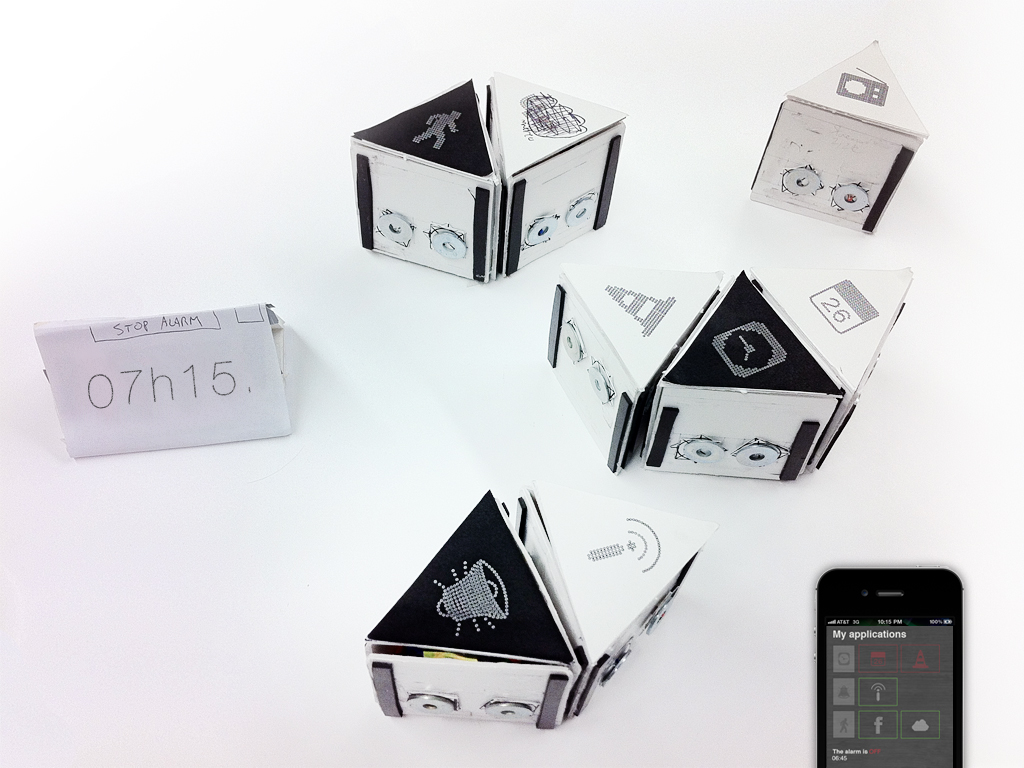 26
STOP ALARM
07h15.
AT&T 3G 10:15 PM 100%
My applications
f
The alarm is OFF
06:45